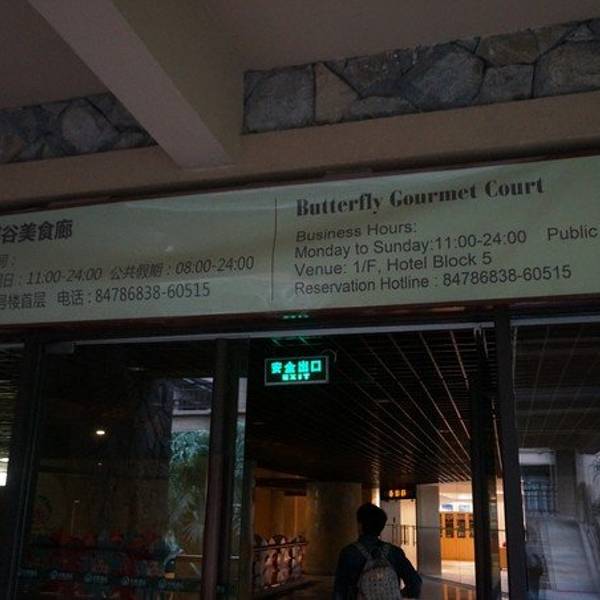 谷美食廊
日:11:00-24:00 公共假期:08:00-24:00
号楼首层 电话:84786838-60515
Butterfly Gourmet Court
Business Hours:
Monday to Sunday:11:00-24:00 Public
Venue: 1/F, Hotel Block 5
Reservation Hotline : 84786838-60515
安全出口
EXIT